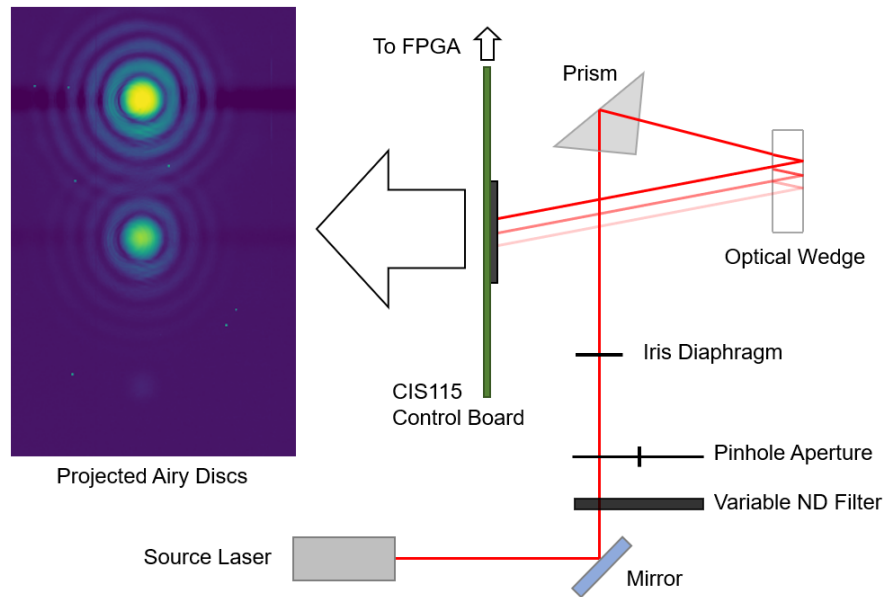 To FPGA
Prism
Optical Wedge
Iris Diaphragm
CIS115
Control Board
Pinhole Aperture
Projected Airy Discs
Variable ND Filter
Source Laser
Mirror